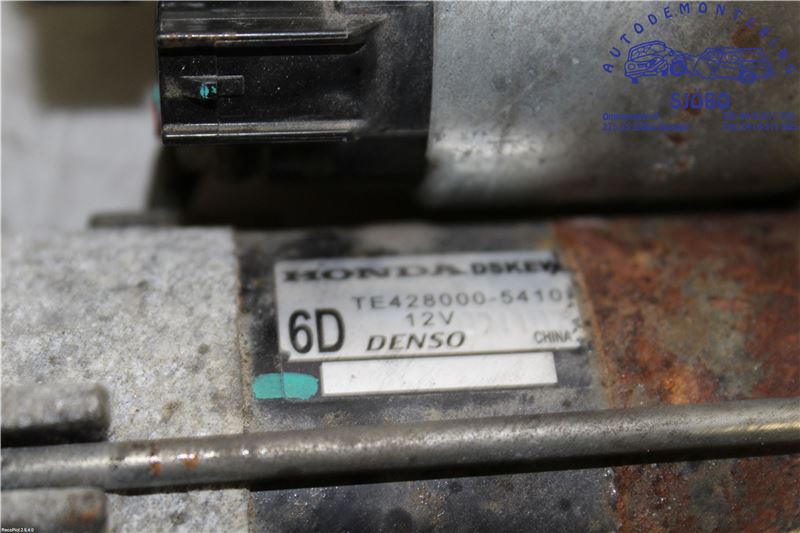 AUTODEMONTERING
SJÖBO
HONDA DSKEW
TE428000-5410
6D
12V
DENSO
CHINA